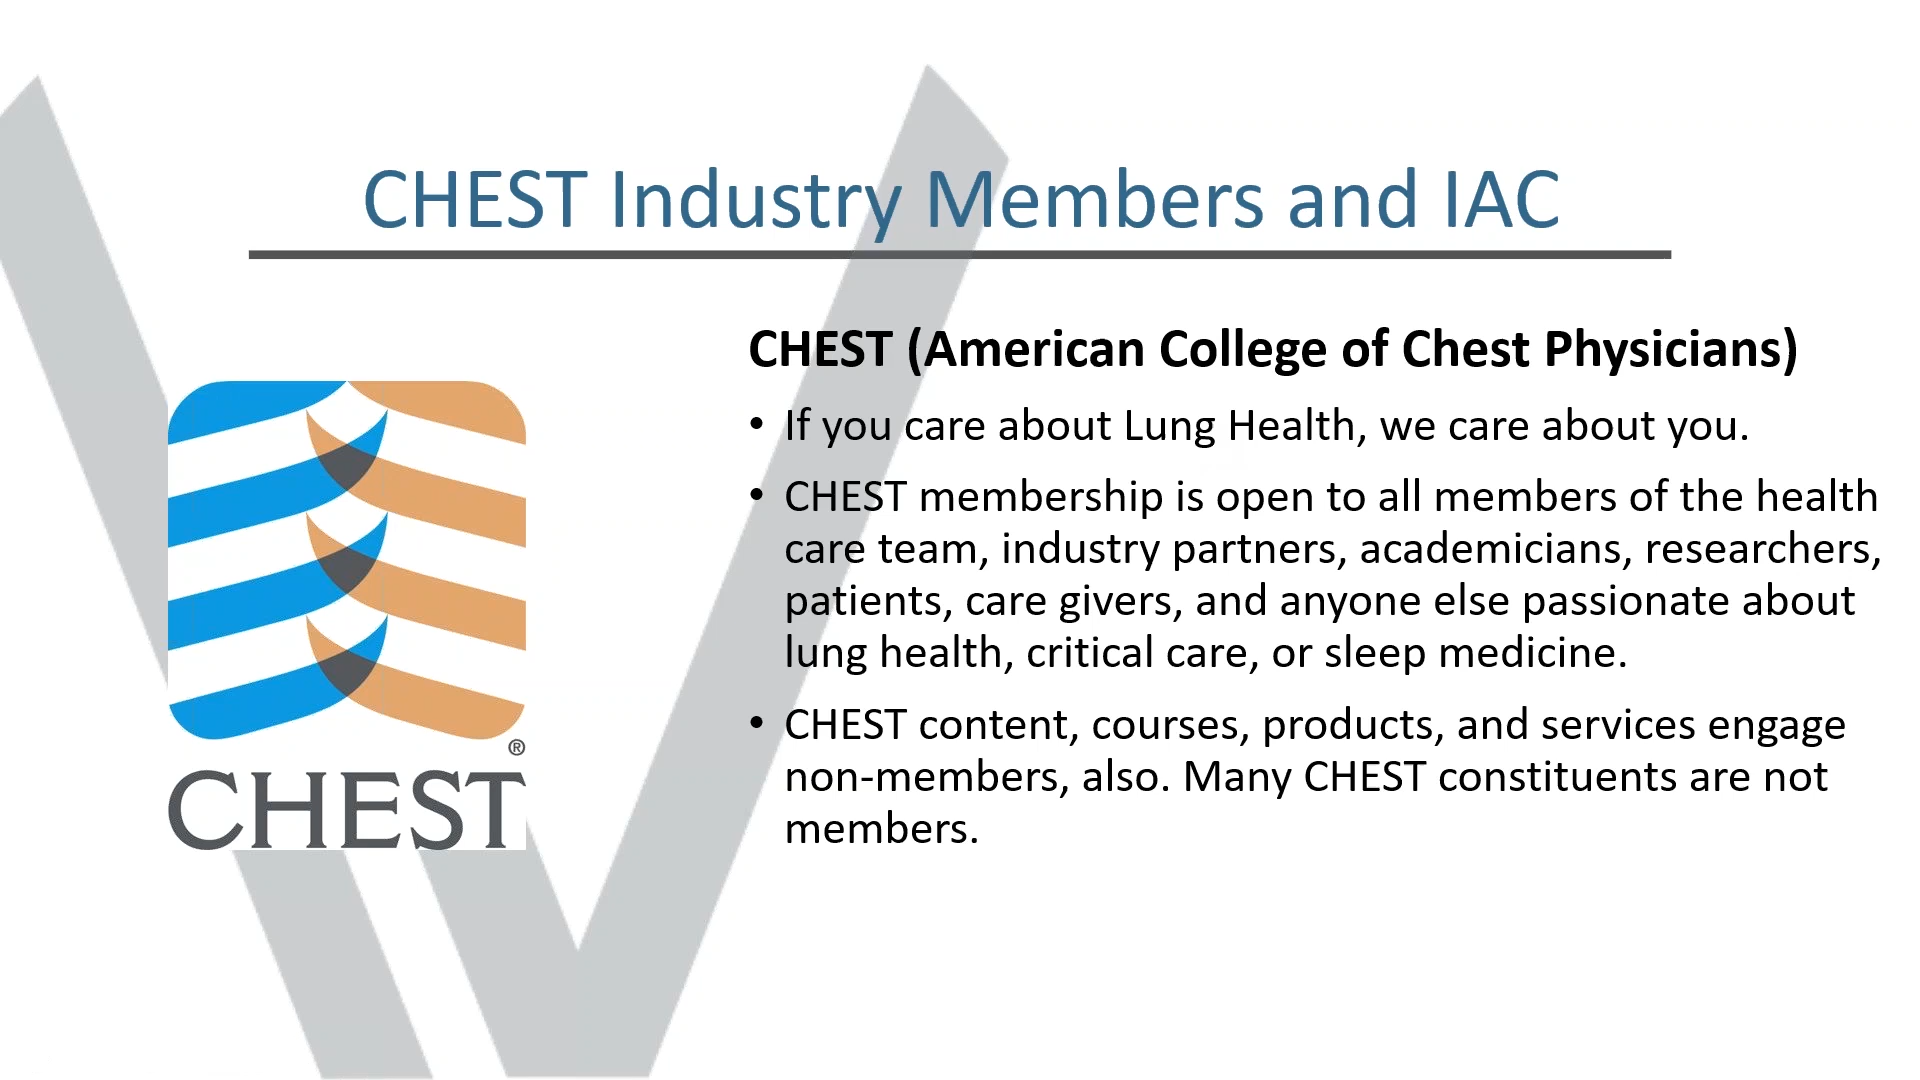 CHEST Industry Members and IAC
CHEST (American College of Chest Physicians)
• If you care about Lung Health, we care about you.
• CHEST membership is open to all members of the health
care team, industry partners, academicians, researchers,
patients, care givers, and anyone else passionate about
lung health, critical care, or sleep medicine.
• CHEST content, courses, products, and services engage
non-members, also. Many CHEST constituents are not
members.
®
CHEST